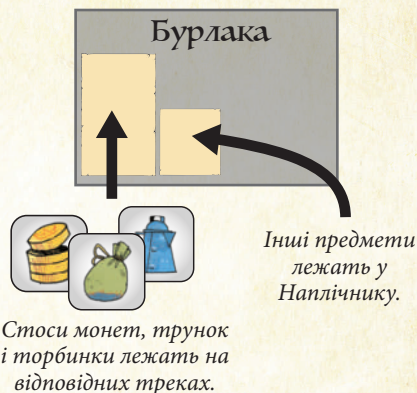 Бурлака
Інші предмети
лежать у
Наплічнику.
Стоси монет, трунок
і торбинки лежать на
відповідних треках.